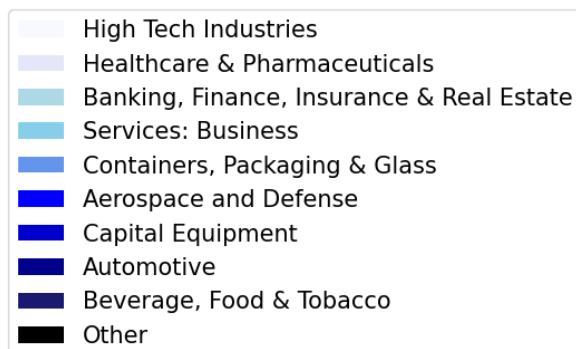 High Tech Industries
Healthcare & Pharmaceuticals
Banking, Finance, Insurance & Real Estate
Services: Business
Containers, Packaging & Glass
Aerospace and Defense
Capital Equipment
Automotive
Beverage, Food & Tobacco
Other